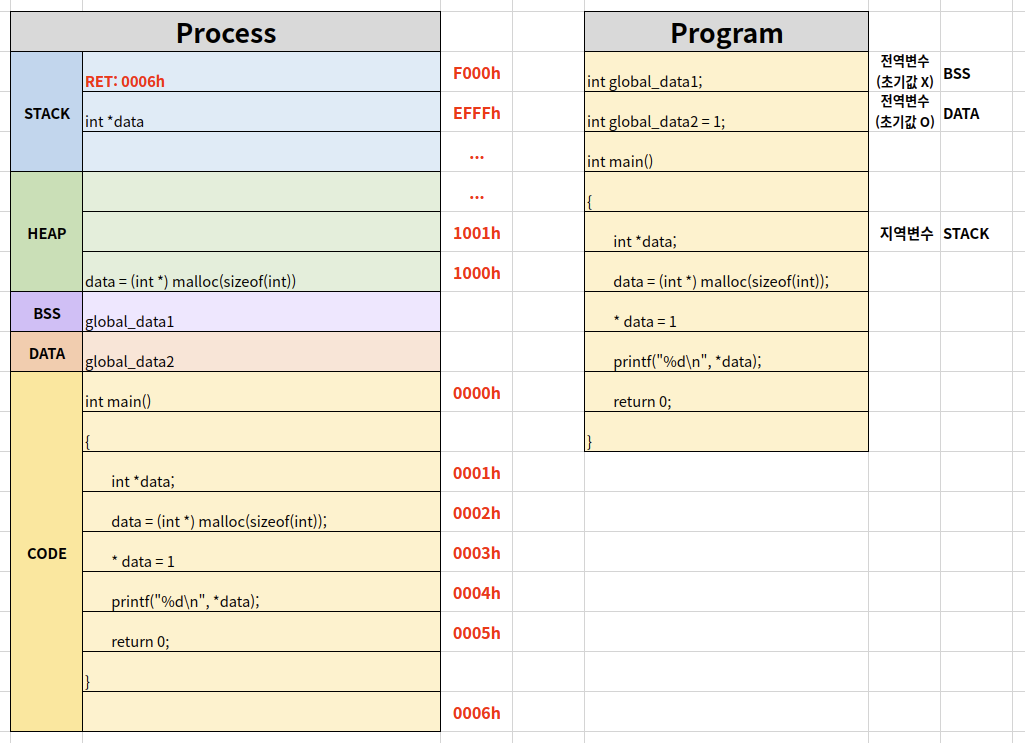 Process
Program
STACK
RET: 0006h
F000h
int *data
EFFFh
...
HEAP
...
1001h
data = (int *) malloc(sizeof(int))
1000h
BSS
global_data1
DATA
global_data2
CODE
int main()
0000h
{
int *data;
0001h
data = (int *) malloc(sizeof(int));
0002h
* data = 1
0003h
printf("%d\n", *data);
0004h
return 0;
0005h
}
0006h
int global_data1;
전역변수
(초기값 X)
BSS
int global_data2 = 1;
전역변수
(초기값 O)
DATA
int main()
{
int *data;
지역변수
STACK
data = (int *) malloc(sizeof(int));
* data = 1
printf("%d\n", *data);
return 0;
}